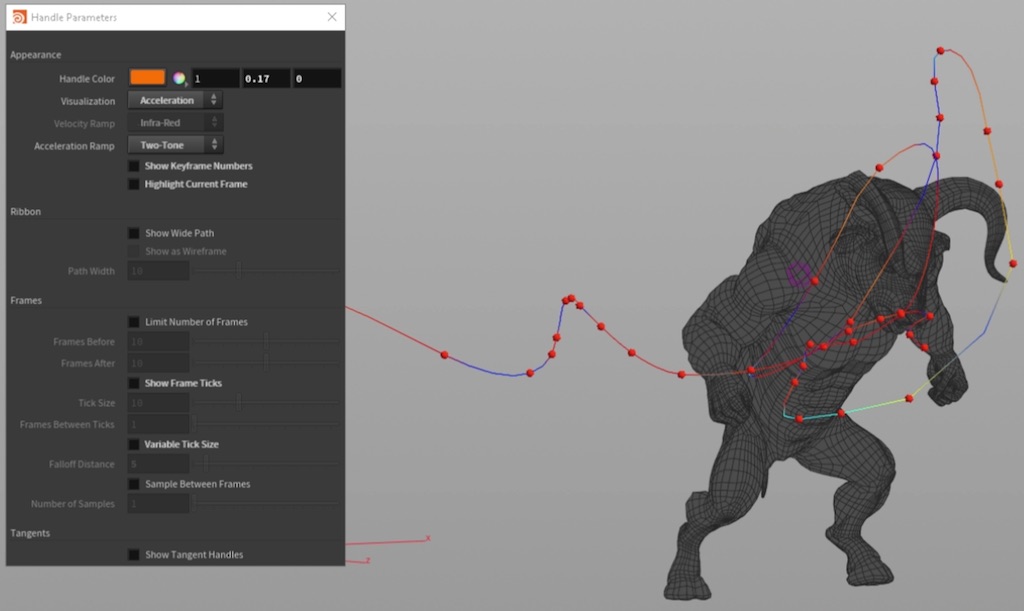 Handle Parameters
Appearance
Handle Color 1 0.17 0
Visualization Acceleration
Velocity Ramp Infra-Red
Acceleration Ramp Two-Tone
Show Keyframe Numbers
Highlight Current Frame
Ribbon
Show Wide Path
Show as Wireframe
Path Width 10
Frames
Limit Number of Frames
Frames Before 10
Frames After 10
Show Frame Ticks
Tick Size 10
Frames Between Ticks 1
Variable Tick Size
Falloff Distance 5
Sample Between Frames
Number of Samples 1
Tangents
Show Tangent Handles
x
z